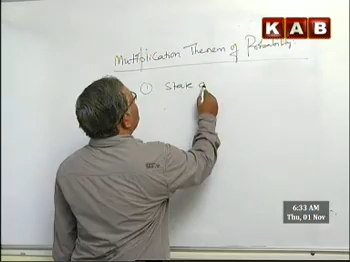 KAB
Multiplication Theorem of Probability.
① State
6:33 AM
Thu, 01 Nov